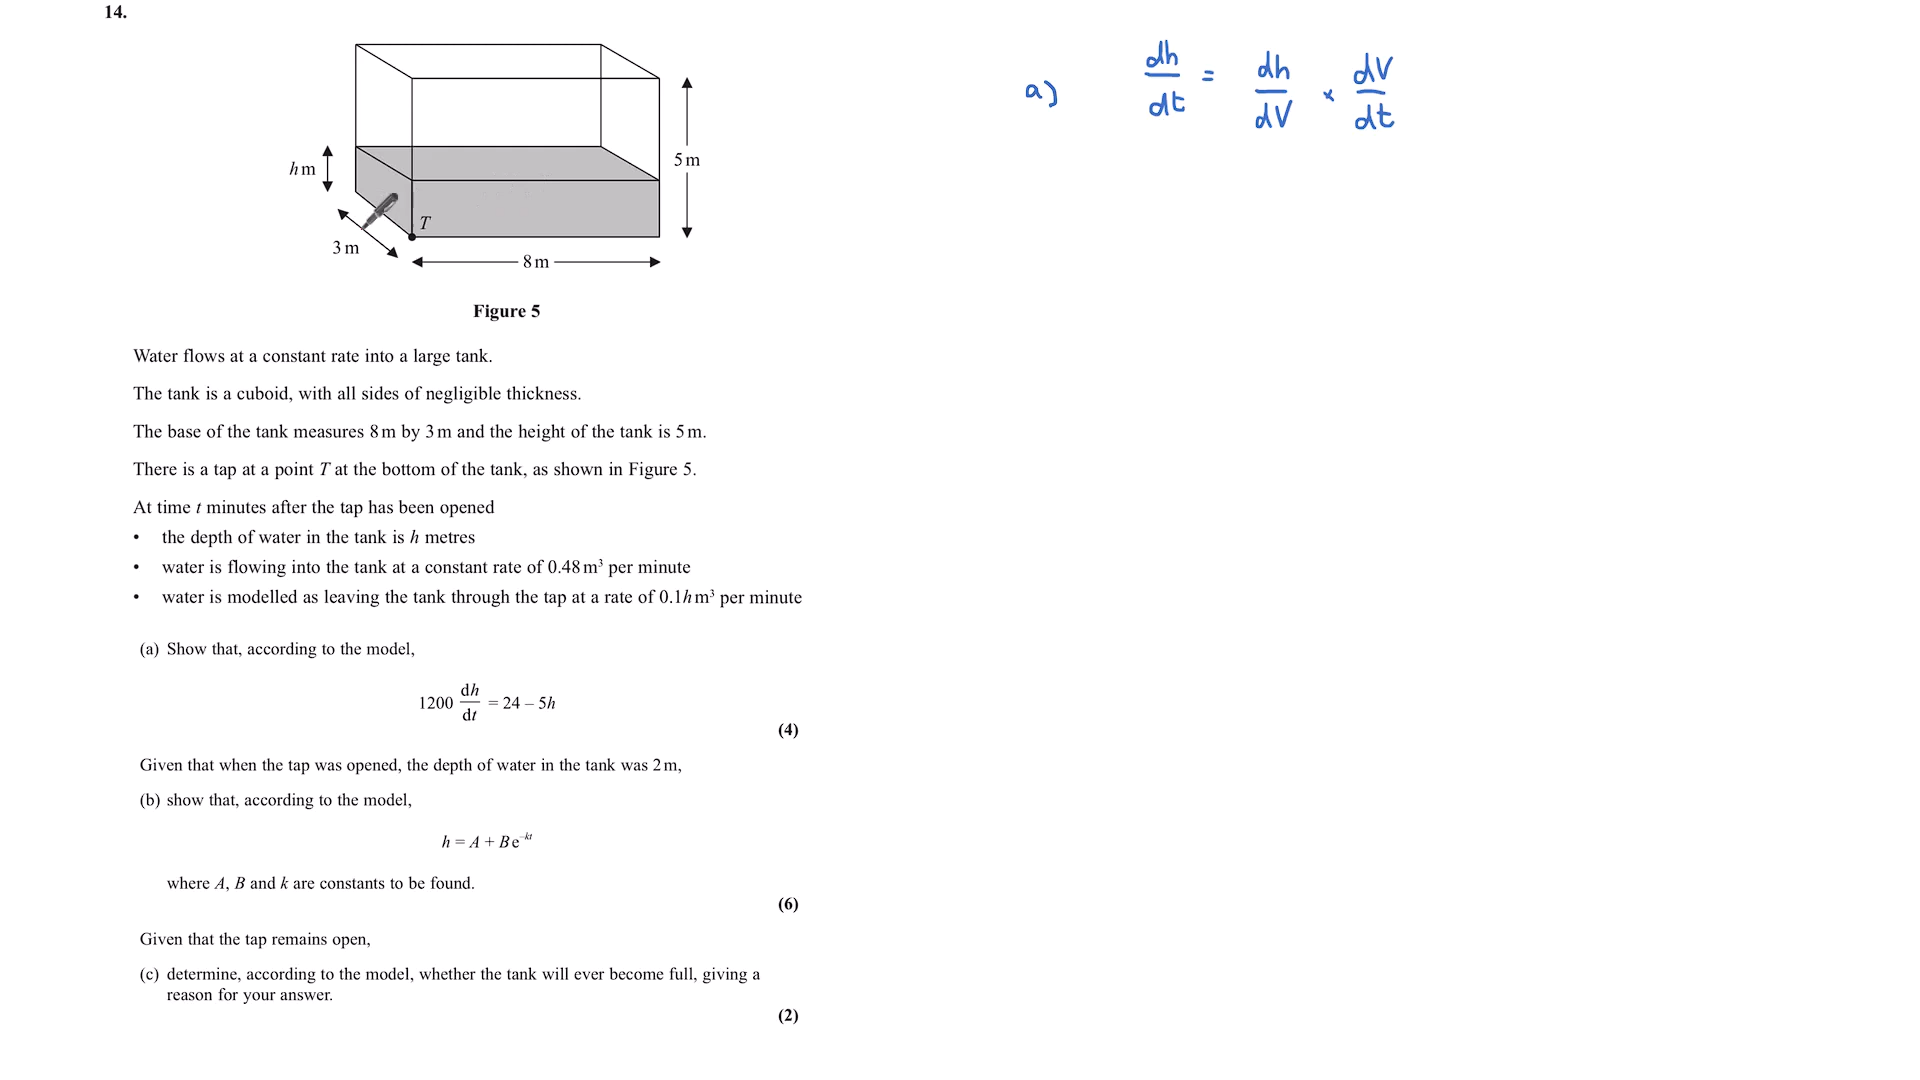 14.
h m
5 m
T
3 m
8 m
Figure 5
Water flows at a constant rate into a large tank.
The tank is a cuboid, with all sides of negligible thickness.
The base of the tank measures 8 m by 3 m and the height of the tank is 5 m.
There is a tap at a point T at the bottom of the tank, as shown in Figure 5.
At time t minutes after the tap has been opened
• the depth of water in the tank is h metres
• water is flowing into the tank at a constant rate of 0.48 m³ per minute
• water is modelled as leaving the tank through the tap at a rate of 0.1h m³ per minute
(a) Show that, according to the model,
1200 dh/dt = 24 – 5h
(4)
Given that when the tap was opened, the depth of water in the tank was 2 m,
(b) show that, according to the model,
h = A + Be^–kt
where A, B and k are constants to be found.
(6)
Given that the tap remains open,
(c) determine, according to the model, whether the tank will ever become full, giving a
reason for your answer.
(2)
a) dh/dt = dh/dV × dV/dt